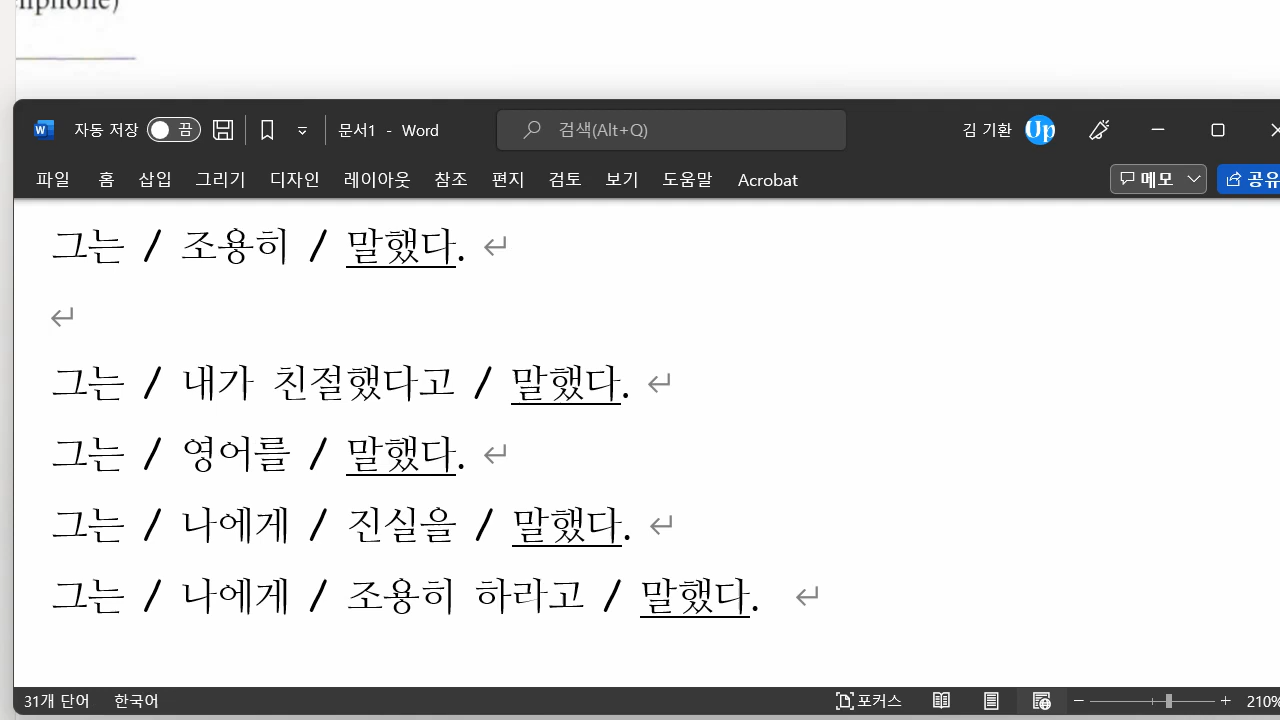 자동 저장 끔 문서1 - Word 검색(Alt+Q) 김 기환 Up
파일 홈 삽입 그리기 디자인 레이아웃 참조 편지 검토 보기 도움말 Acrobat 메모 공유
그는 / 조용히 / 말했다. ↵
↵
그는 / 내가 친절했다고 / 말했다. ↵
그는 / 영어를 / 말했다. ↵
그는 / 나에게 / 진실을 / 말했다. ↵
그는 / 나에게 / 조용히 하라고 / 말했다. ↵
31개 단어 한국어 포커스 210%